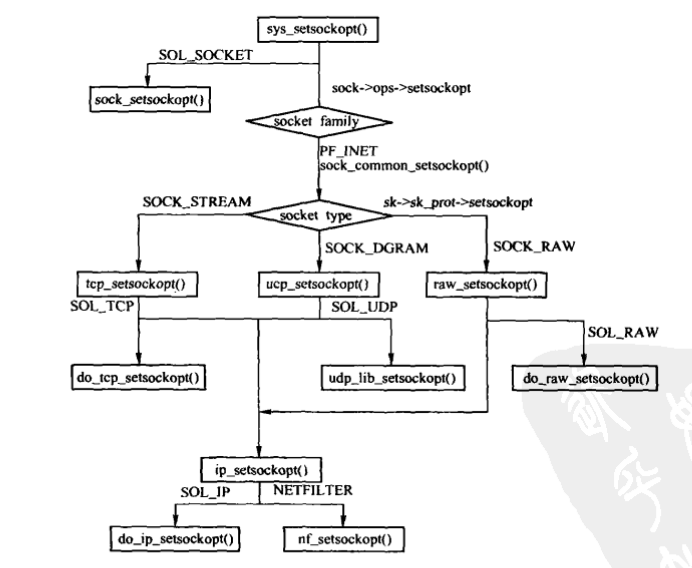 sys_setsockopt()
SOL_SOCKET
sock_setsockopt()
sock->ops->setsockopt
socket family
PF_INET
sock_common_setsockopt()
SOCK_STREAM
sk->sk_prot->setsockopt
socket type
SOCK_DGRAM
SOCK_RAW
tcp_setsockopt()
ucp_setsockopt()
raw_setsockopt()
SOL_TCP
SOL_UDP
SOL_RAW
do_tcp_setsockopt()
udp_lib_setsockopt()
do_raw_setsockopt()
ip_setsockopt()
SOL_IP
NETFILTER
do_ip_setsockopt()
nf_setsockopt()